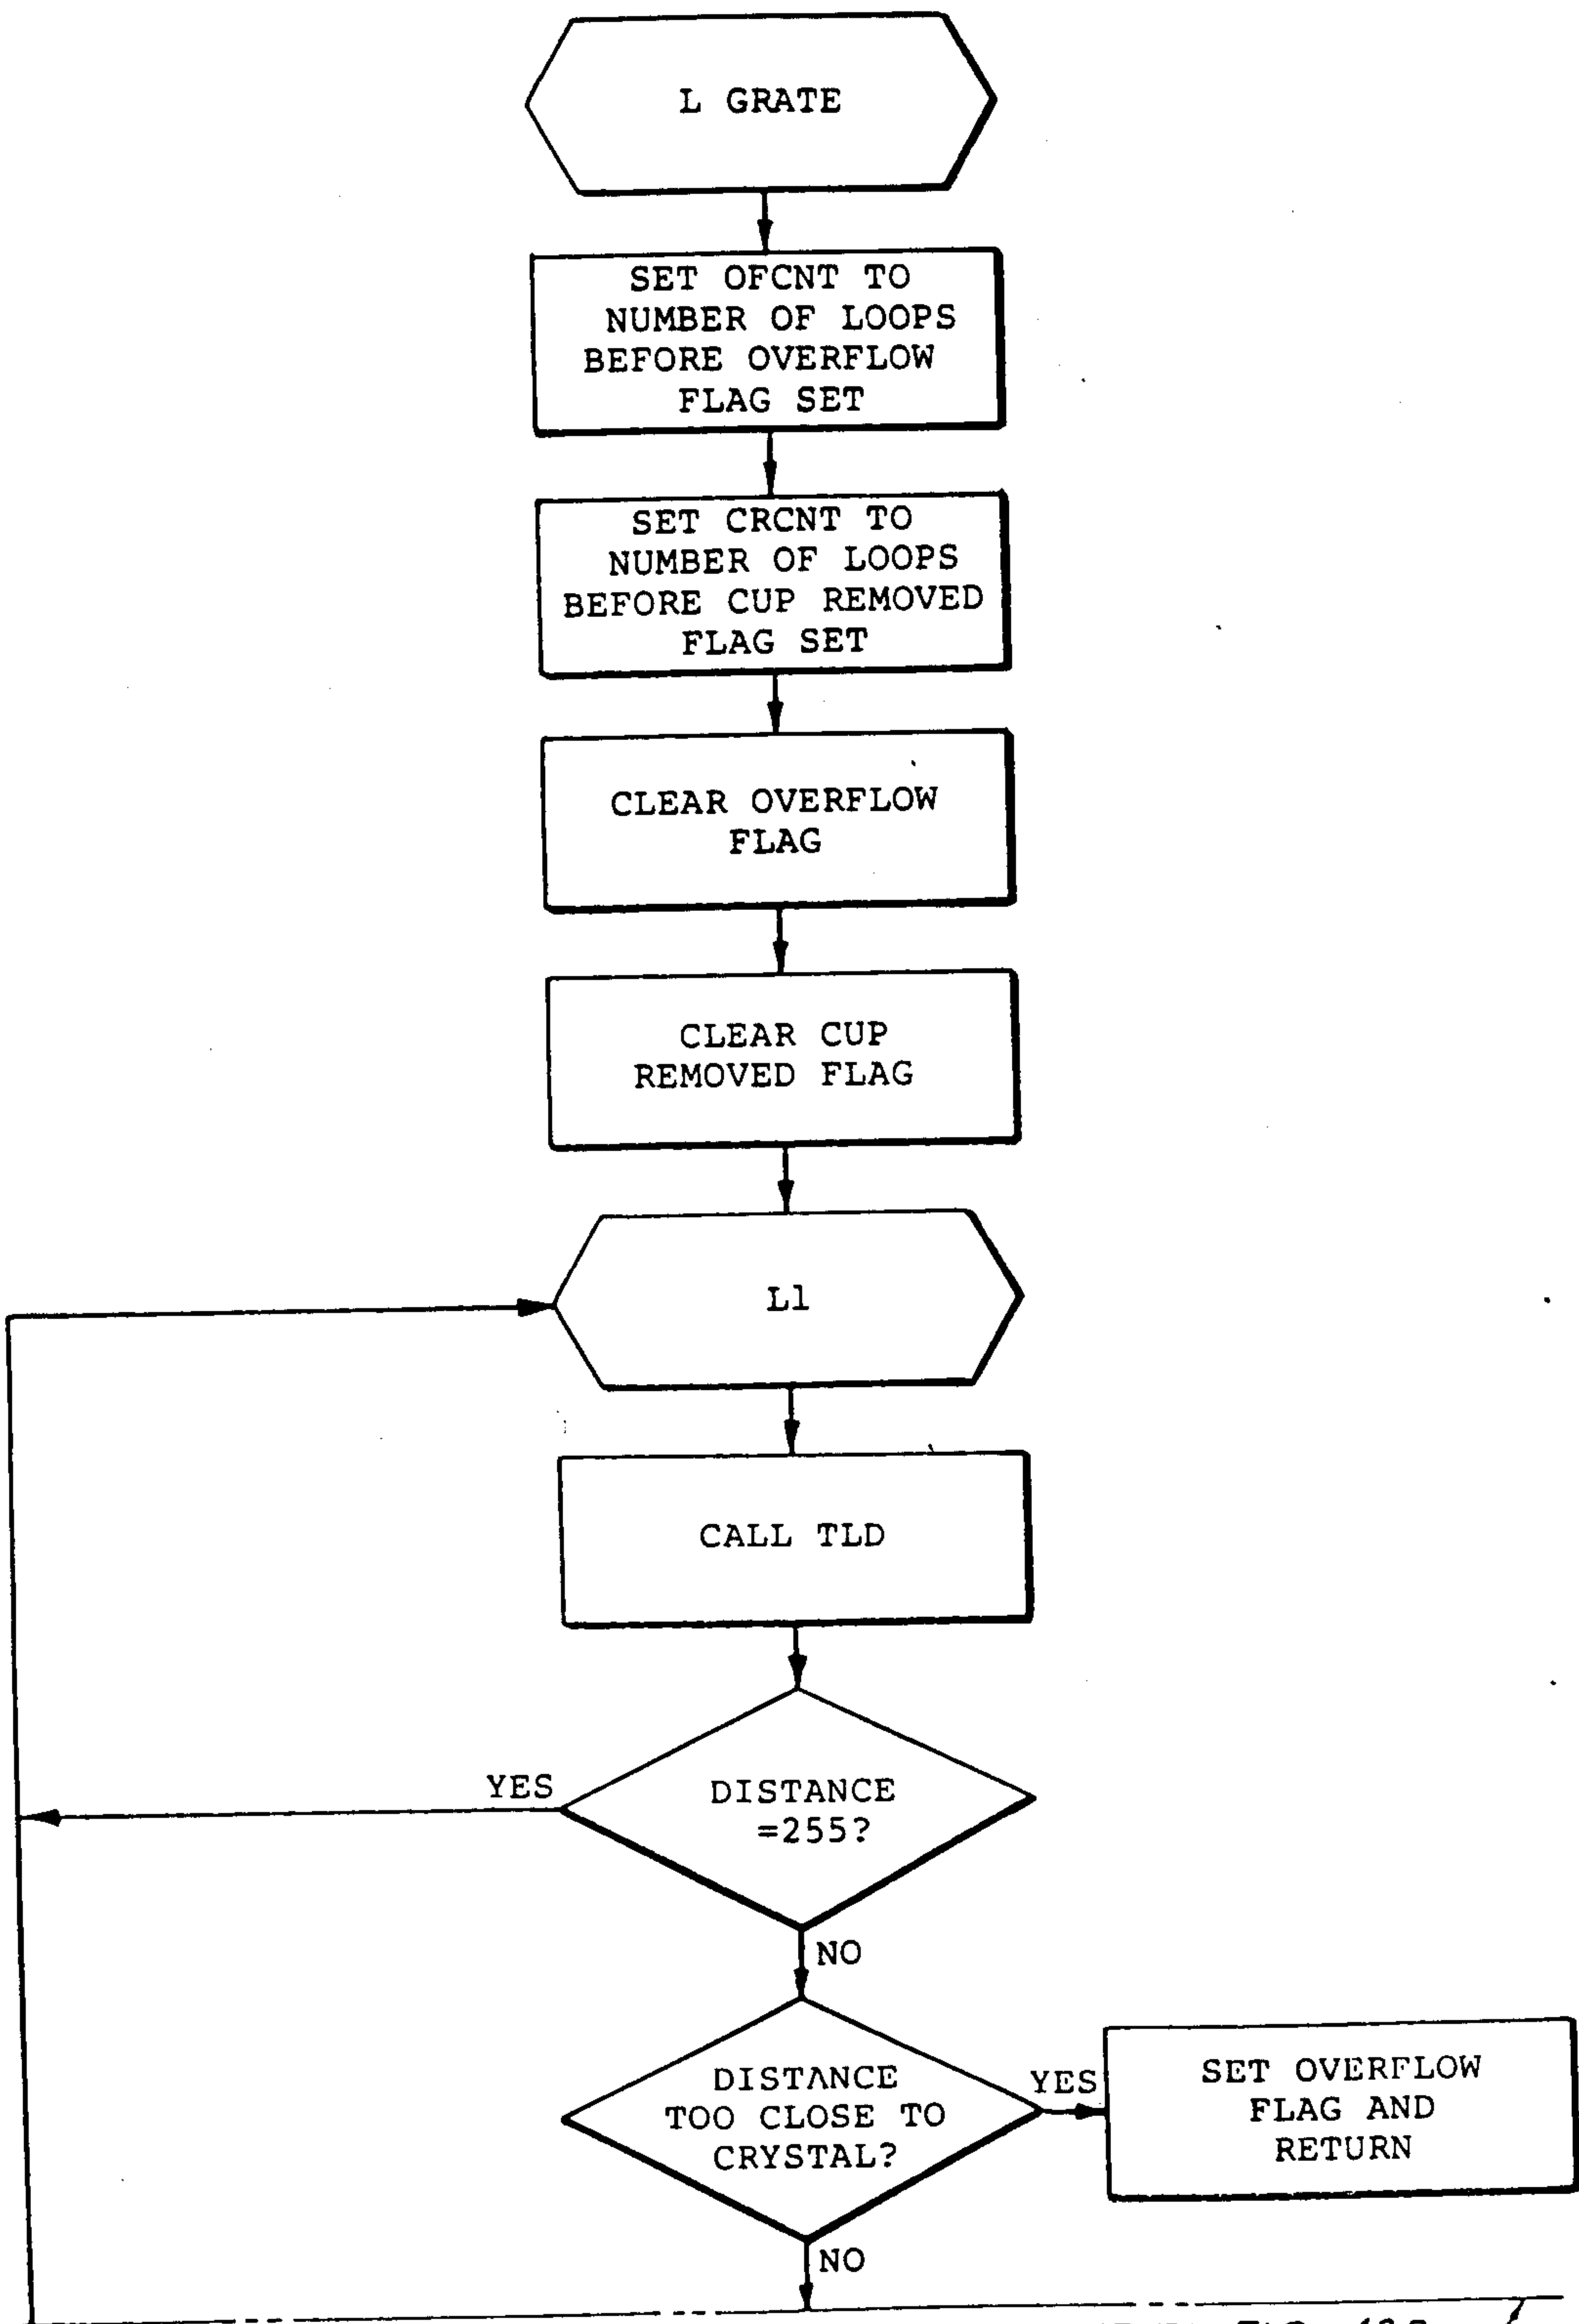 L GRATE
SET OFCNT TO
NUMBER OF LOOPS
BEFORE OVERFLOW
FLAG SET
SET CRCNT TO
NUMBER OF LOOPS
BEFORE CUP REMOVED
FLAG SET
CLEAR OVERFLOW
FLAG
CLEAR CUP
REMOVED FLAG
L1
CALL TLD
YES
DISTANCE
=255?
NO
DISTANCE
TOO CLOSE TO
CRYSTAL?
YES
SET OVERFLOW
FLAG AND
RETURN
NO